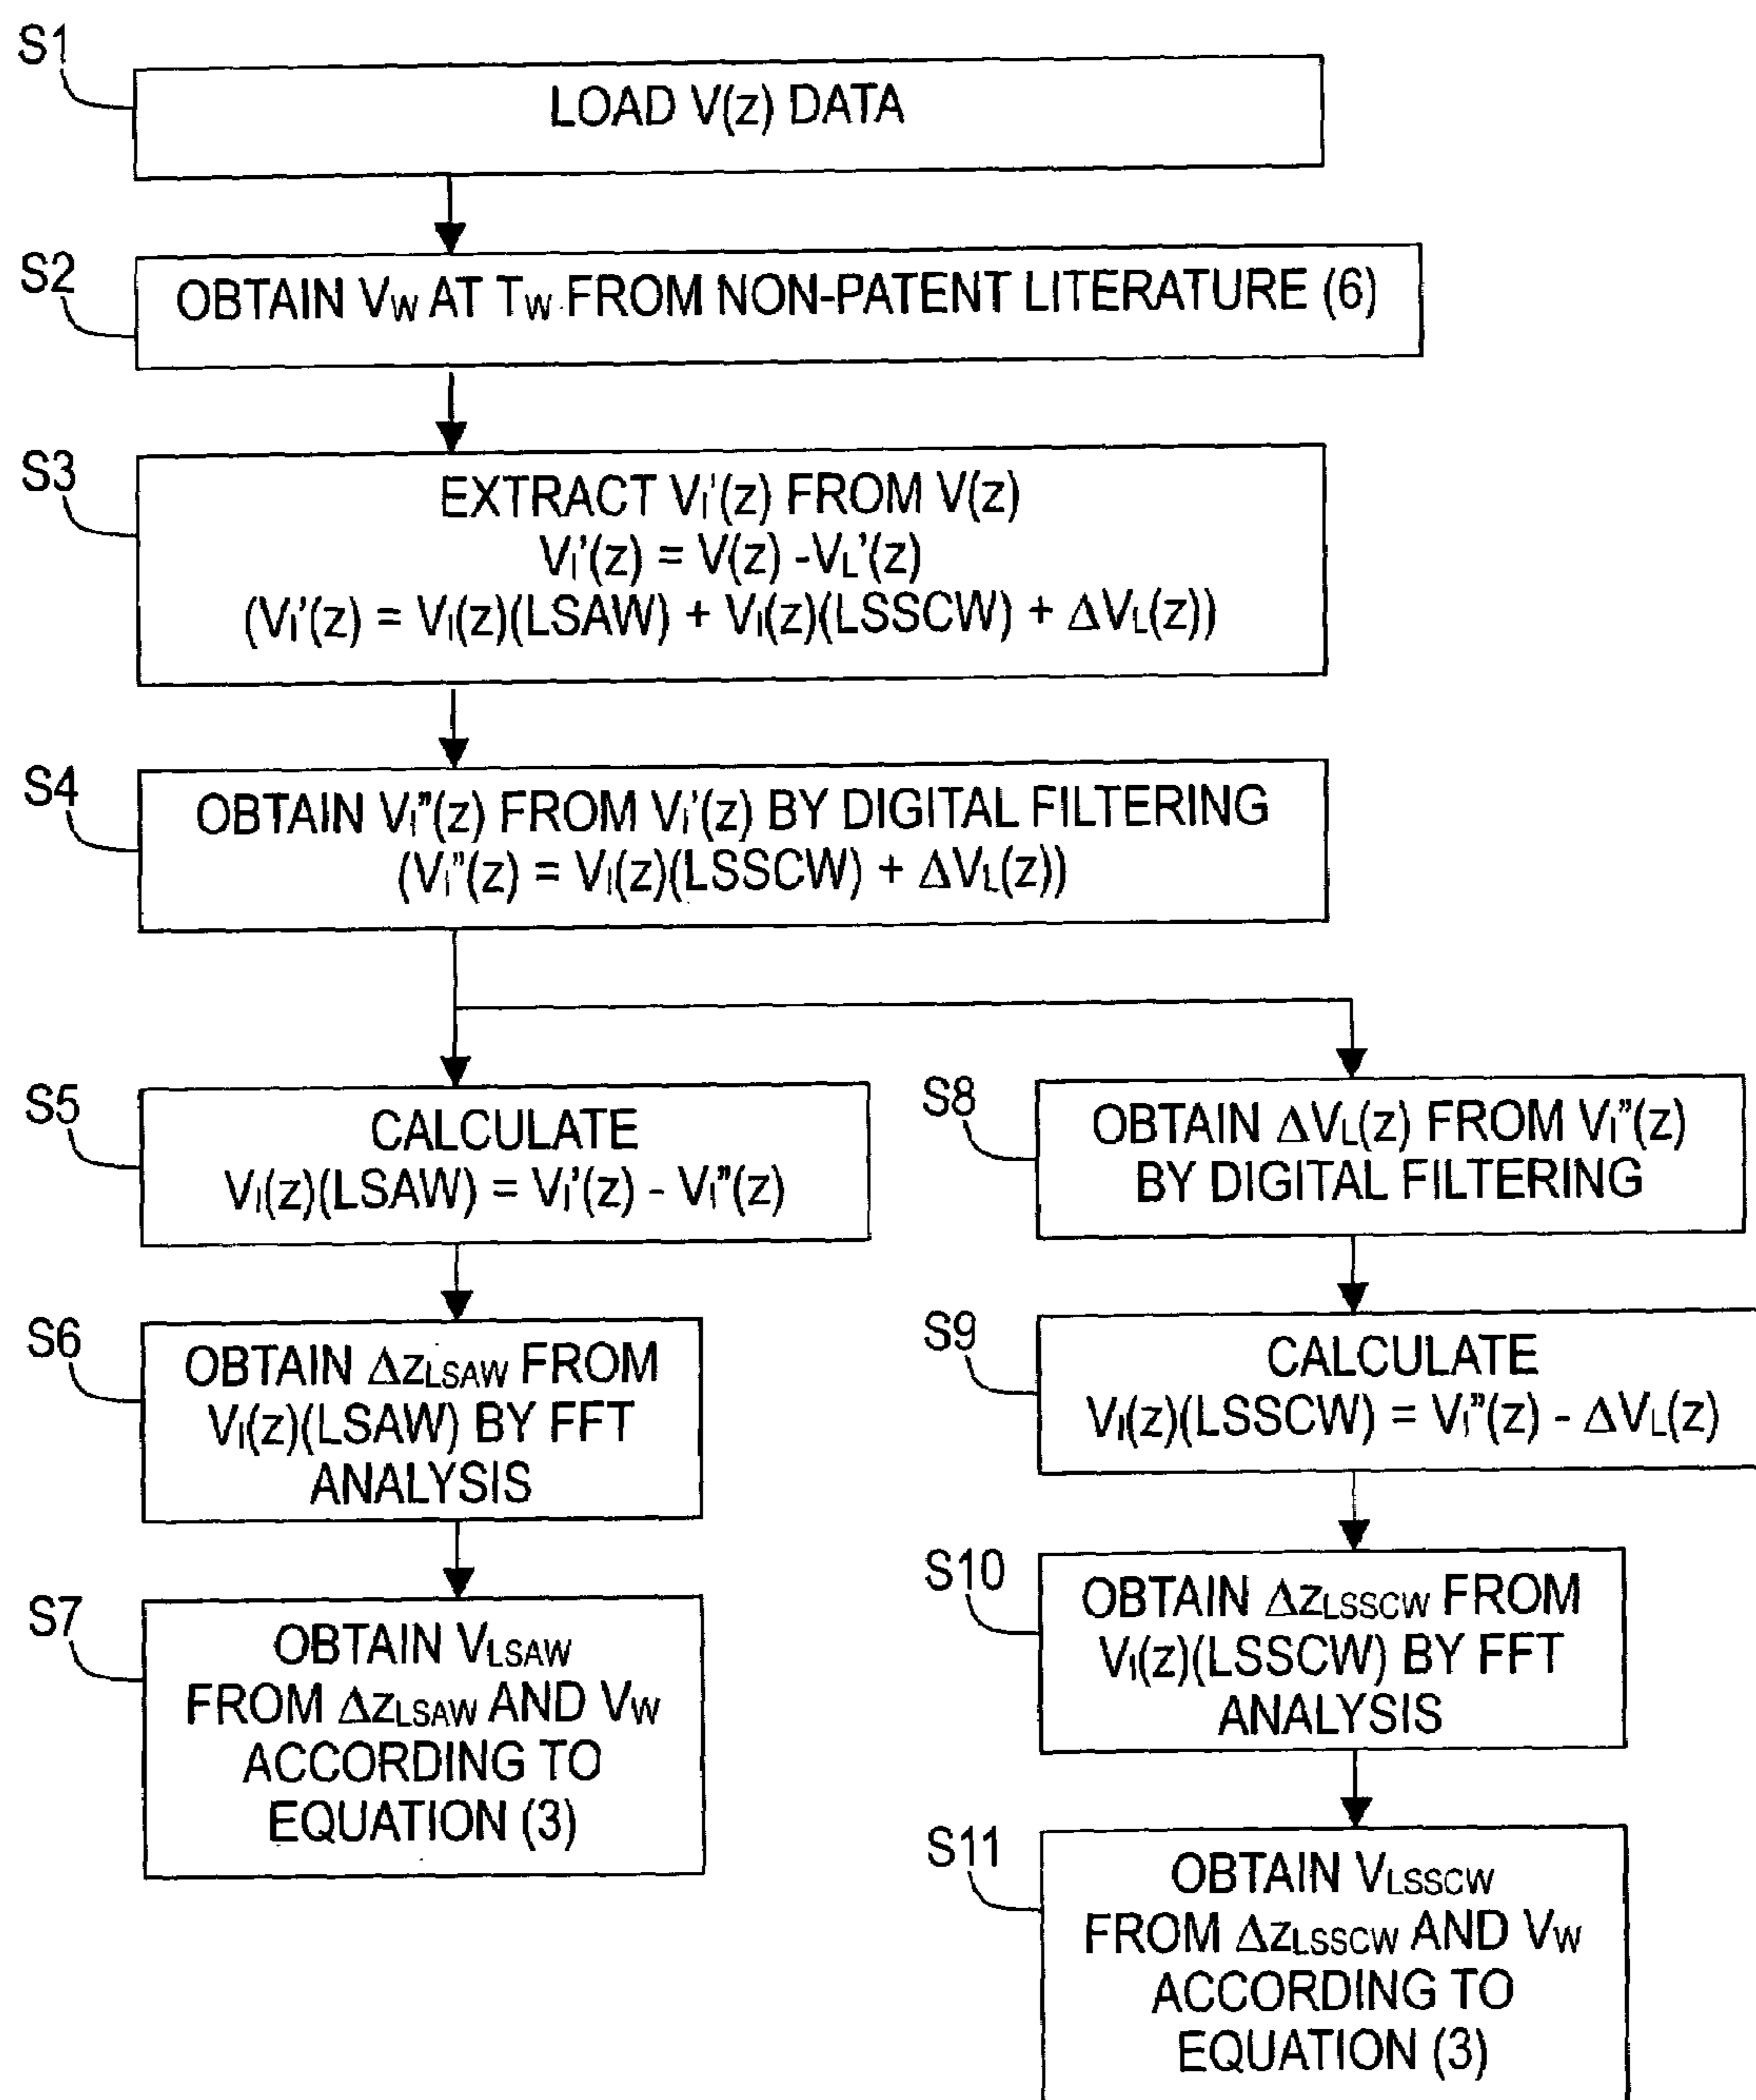 S1
LOAD V(z) DATA
S2
OBTAIN VW AT TW FROM NON-PATENT LITERATURE (6)
S3
EXTRACT VI'(z) FROM V(z)
VI'(z) = V(z) -VL'(z)
(VI'(z) = VI(z)(LSAW) + VI(z)(LSSCW) + ΔVL(z))
S4
OBTAIN VI"(z) FROM VI'(z) BY DIGITAL FILTERING
(VI"(z) = VI(z)(LSSCW) + ΔVL(z))
S5
CALCULATE
VI(z)(LSAW) = VI'(z) - VI"(z)
S6
OBTAIN ΔZLSAW FROM
VI(z)(LSAW) BY FFT
ANALYSIS
S7
OBTAIN VLSAW
FROM ΔZLSAW AND VW
ACCORDING TO
EQUATION (3)
S8
OBTAIN ΔVL(z) FROM VI"(z)
BY DIGITAL FILTERING
S9
CALCULATE
VI(z)(LSSCW) = VI"(z) - ΔVL(z)
S10
OBTAIN ΔZLSSCW FROM
VI(z)(LSSCW) BY FFT
ANALYSIS
S11
OBTAIN VLSSCW
FROM ΔZLSSCW AND VW
ACCORDING TO
EQUATION (3)